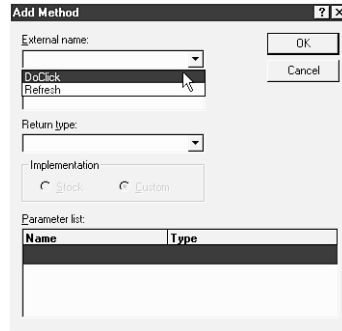 Add Method
External name:
OK
DoClick
Refresh
Cancel
Return type:
Implementation
Stock
Custom
Parameter list:
Name Type